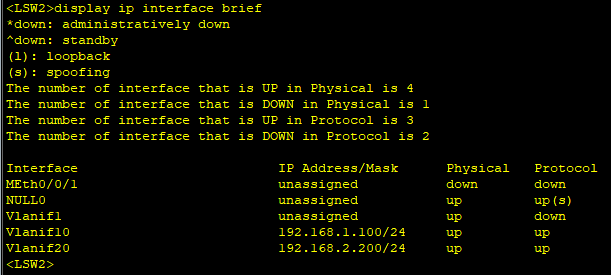 <LSW2>display ip interface brief
*down: administratively down
^down: standby
(l): loopback
(s): spoofing
The number of interface that is UP in Physical is 4
The number of interface that is DOWN in Physical is 1
The number of interface that is UP in Protocol is 3
The number of interface that is DOWN in Protocol is 2

Interface                         IP Address/Mask      Physical   Protocol
MEth0/0/1                         unassigned           down       down
NULL0                             unassigned           up         up(s)
Vlanif1                           unassigned           up         down
Vlanif10                          192.168.1.100/24     up         up
Vlanif20                          192.168.2.200/24     up         up
<LSW2>